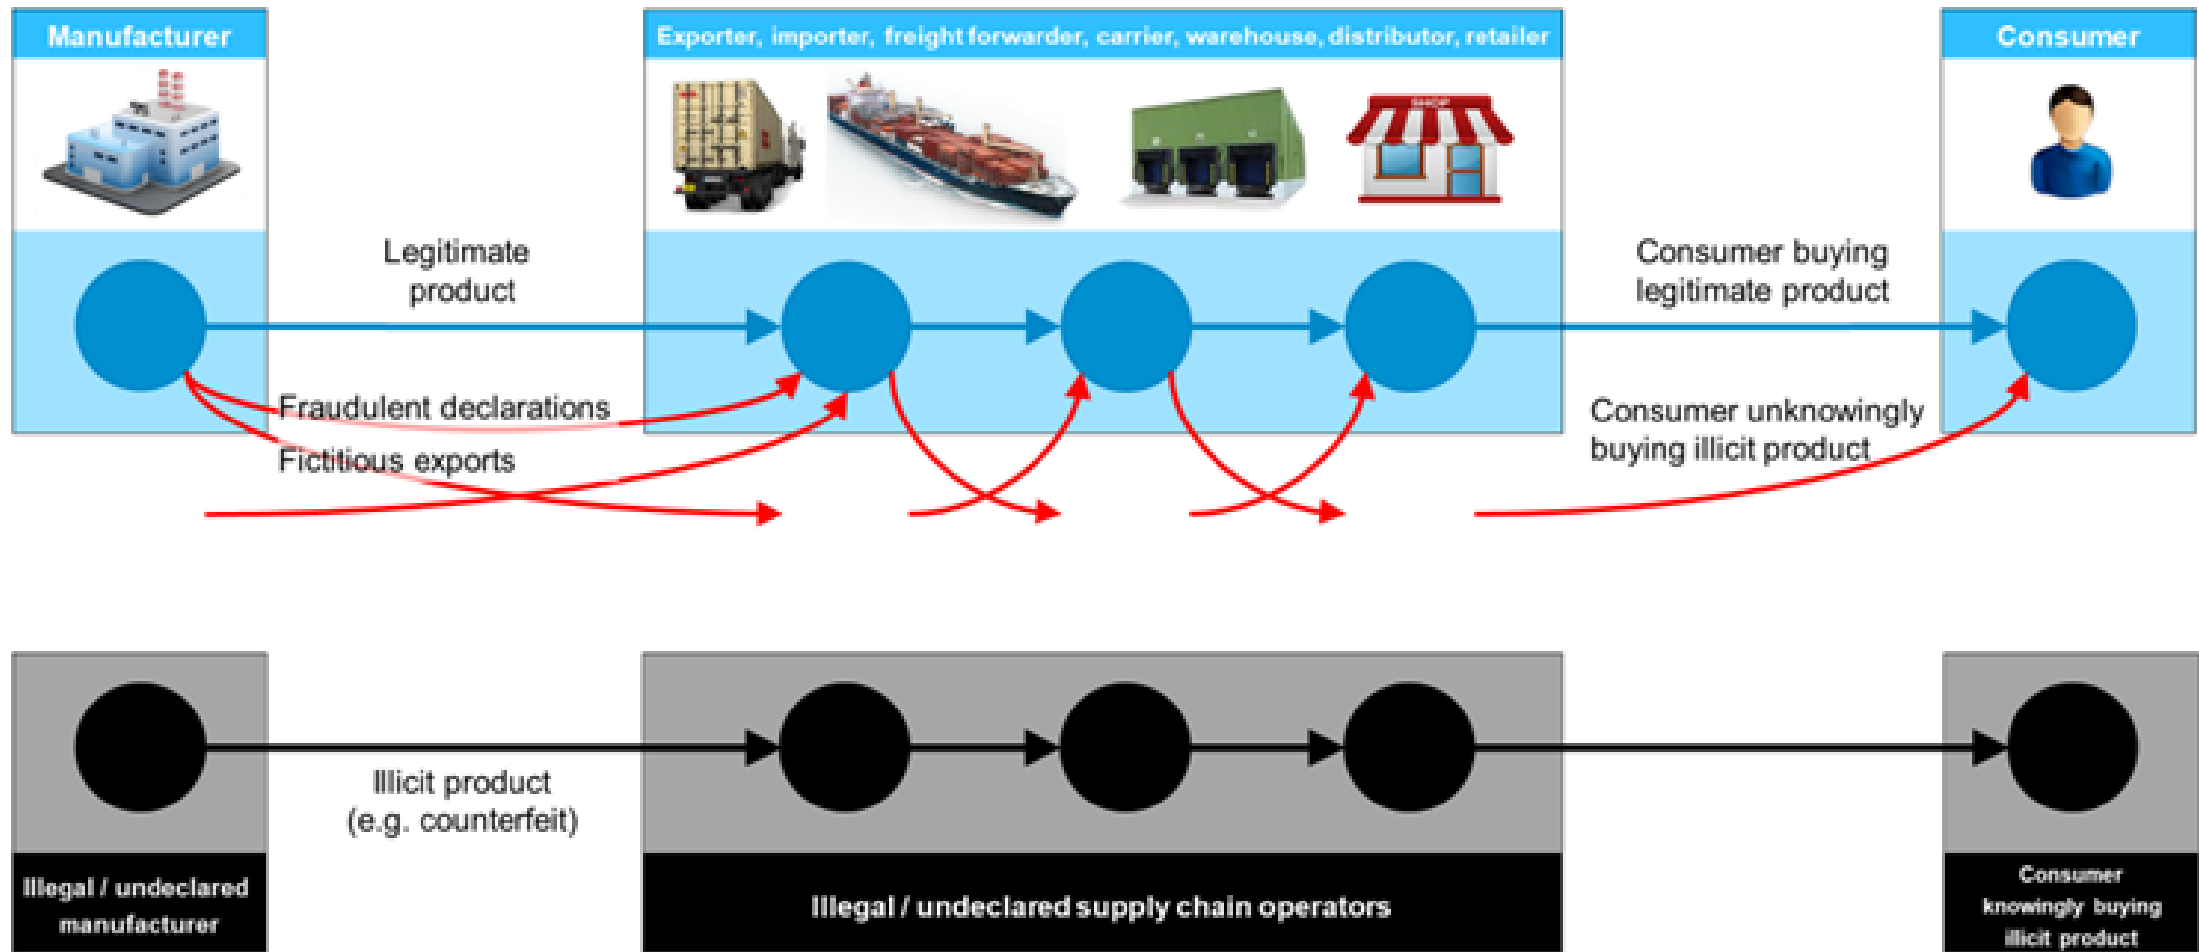 Manufacturer
Exporter, importer, freight forwarder, carrier, warehouse, distributor, retailer
Consumer
SHOP
Legitimate
product
Consumer buying
legitimate product
Fraudulent declarations
Fictitious exports
Consumer unknowingly
buying illicit product
Illicit product
(e.g. counterfeit)
Illegal / undeclared
manufacturer
Illegal / undeclared supply chain operators
Consumer
knowingly buying
illicit product